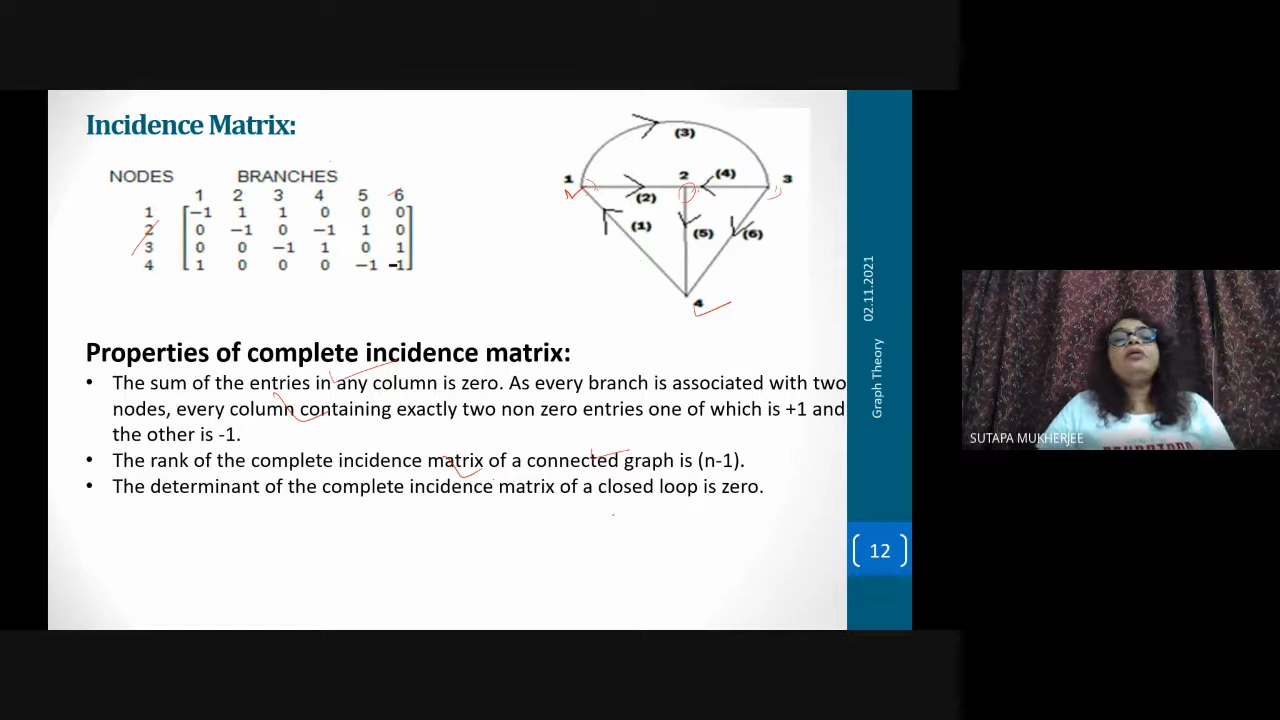 Incidence Matrix:
NODES BRANCHES
1 2 3 4 5 6
1 -1 1 1 0 0 0
2 0 -1 0 -1 1 0
3 0 0 -1 1 0 1
4 1 0 0 0 -1 -1
(3)
1 2 (4) 3
(2)
(1) (5) (6)
4
Properties of complete incidence matrix:
• The sum of the entries in any column is zero. As every branch is associated with two
nodes, every column containing exactly two non zero entries one of which is +1 and
the other is -1.
• The rank of the complete incidence matrix of a connected graph is (n-1).
• The determinant of the complete incidence matrix of a closed loop is zero.
02.11.2021
Graph Theory
12
SUTAPA MUKHERJEE